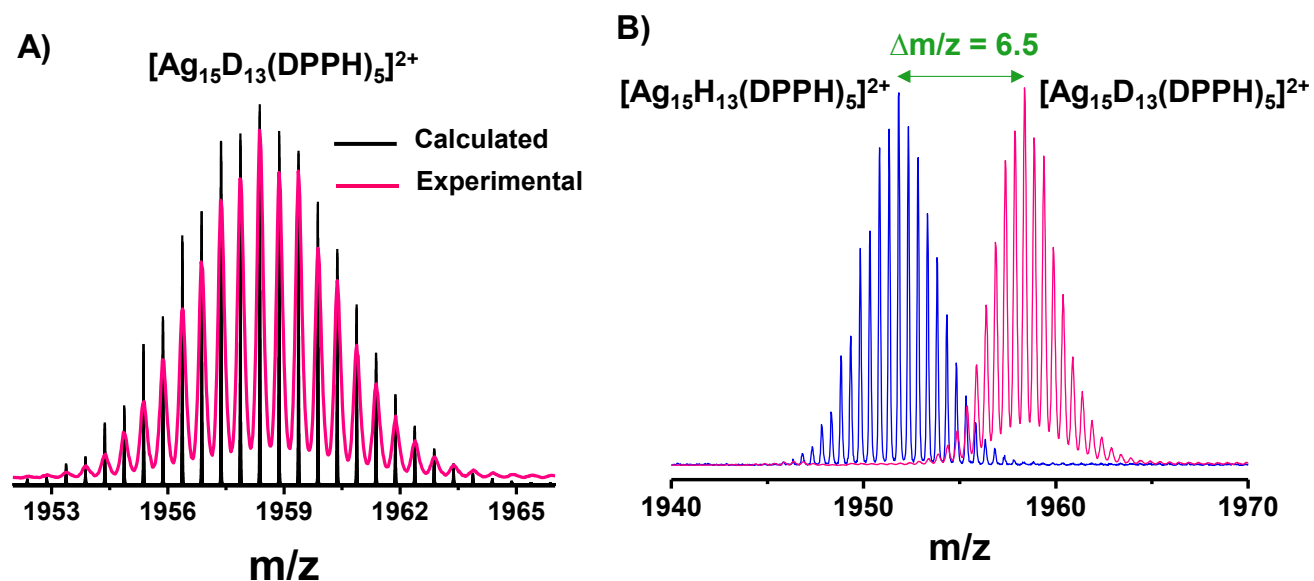 A)
[Ag₁₅D₁₃(DPPH)₅]²⁺
Calculated
Experimental
1953 1956 1959 1962 1965
m/z
B)
Δm/z = 6.5
[Ag₁₅H₁₃(DPPH)₅]²⁺ [Ag₁₅D₁₃(DPPH)₅]²⁺
1940 1950 1960 1970
m/z